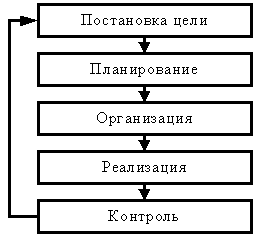 Постановка цели
Планирование
Организация
Реализация
Контроль